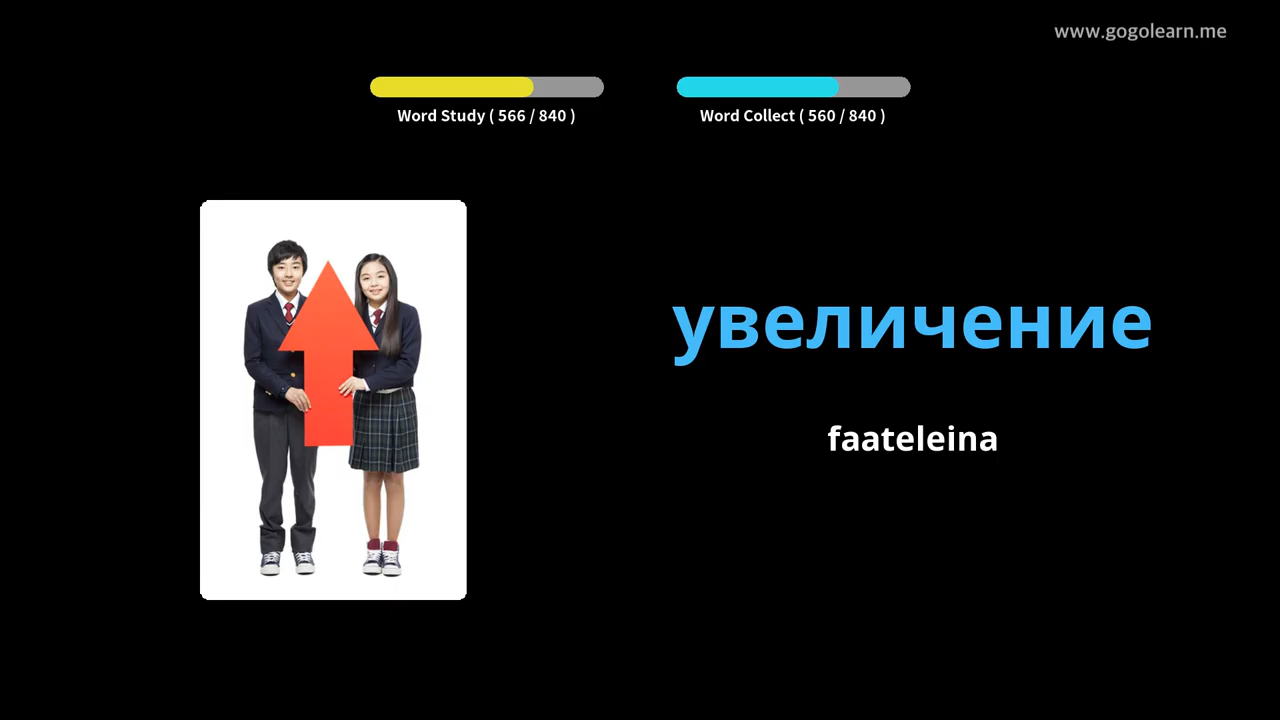 www.gogolearn.me
Word Study ( 566 / 840 )
Word Collect ( 560 / 840 )
увеличение
faateleina